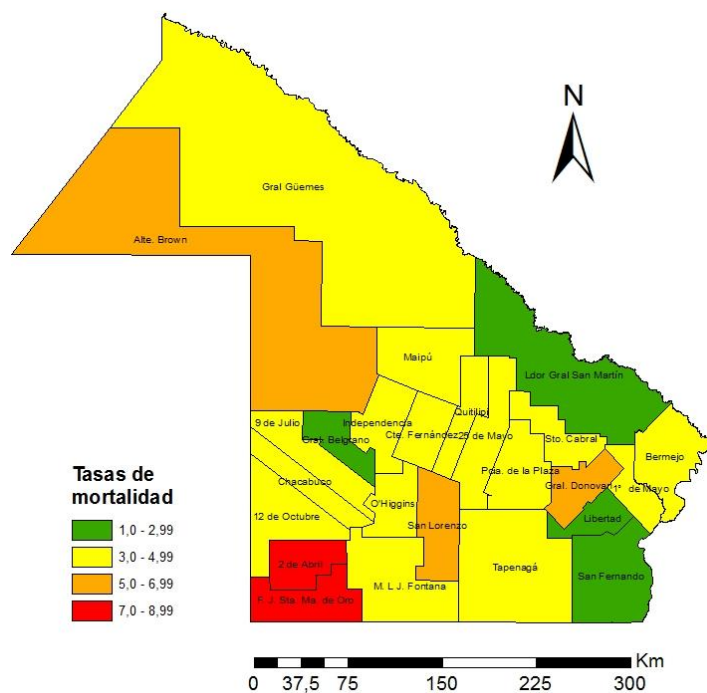 N
Gral Güemes
Alte. Brown
Maipú
Ldor Gral San Martín
Quitilipi
9 de Julio
Independencia
Gral. Belgrano
Cte. Fernández
25 de Mayo
Sto. Cabral
Bermejo
Pcia. de la Plaza
Chacabuco
Gral. Donovan
1° de Mayo
O'Higgins
12 de Octubre
San Lorenzo
Libertad
2 de Abril
Tapenagá
San Fernando
M. L J. Fontana
F. J. Sta. Ma. de Oro
Tasas de
mortalidad
1,0 - 2,99
3,0 - 4,99
5,0 - 6,99
7,0 - 8,99
Km
0 37,5 75 150 225 300